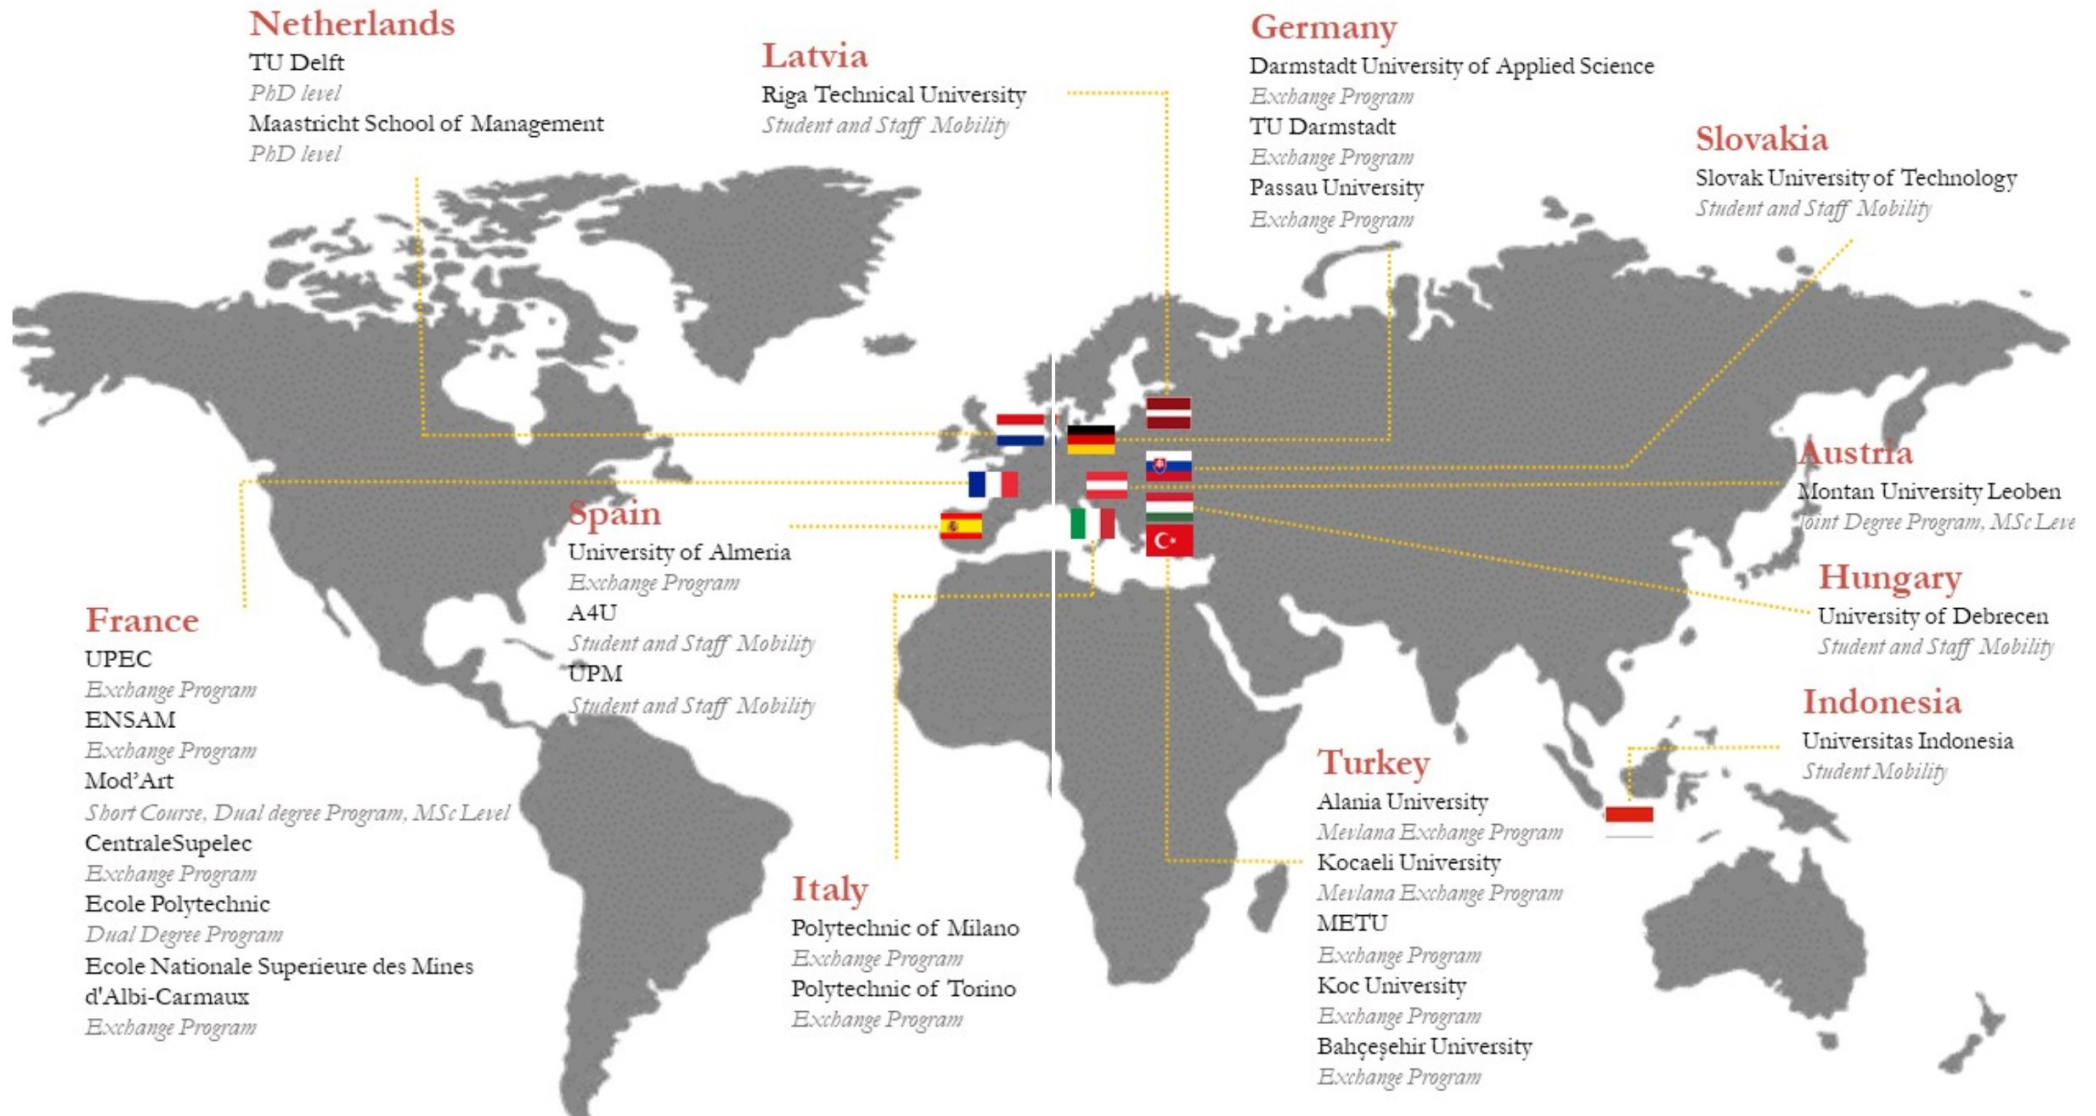 Netherlands
TU Delft
PhD level
Maastricht School of Management
PhD level
Latvia
Riga Technical University
Student and Staff Mobility
Germany
Darmstadt University of Applied Science
Exchange Program
TU Darmstadt
Exchange Program
Passau University
Exchange Program
Slovakia
Slovak University of Technology
Student and Staff Mobility
Austria
Montan University Leoben
Joint Degree Program, MSc Leve
Hungary
University of Debrecen
Student and Staff Mobility
Indonesia
Universitas Indonesia
Student Mobility
Spain
University of Almeria
Exchange Program
A4U
Student and Staff Mobility
UPM
Student and Staff Mobility
France
UPEC
Exchange Program
ENSAM
Exchange Program
Mod'Art
Short Course, Dual degree Program, MSc Level
CentraleSupelec
Exchange Program
Ecole Polytechnic
Dual Degree Program
Ecole Nationale Superieure des Mines
d'Albi-Carmaux
Exchange Program
Italy
Polytechnic of Milano
Exchange Program
Polytechnic of Torino
Exchange Program
Turkey
Alania University
Mevlana Exchange Program
Kocaeli University
Mevlana Exchange Program
METU
Exchange Program
Koc University
Exchange Program
Bahçeşehir University
Exchange Program